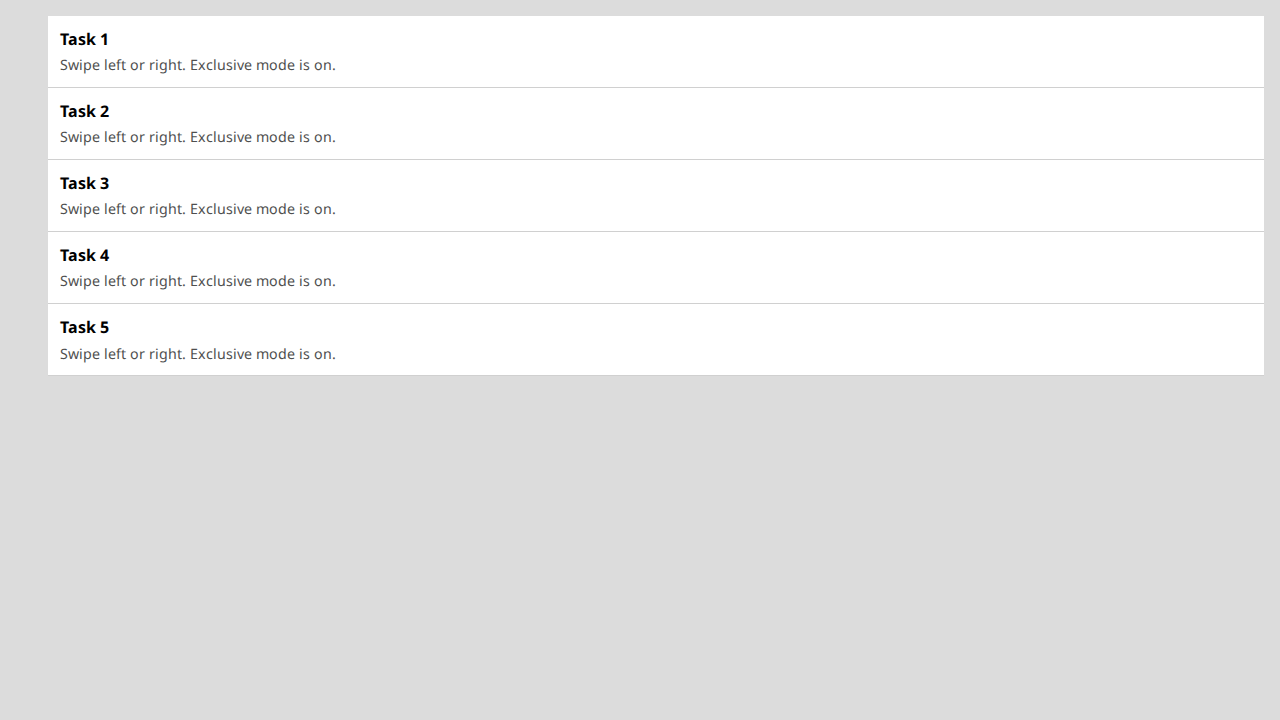 Task 1
Swipe left or right. Exclusive mode is on.
Task 2
Swipe left or right. Exclusive mode is on.
Task 3
Swipe left or right. Exclusive mode is on.
Task 4
Swipe left or right. Exclusive mode is on.
Task 5
Swipe left or right. Exclusive mode is on.